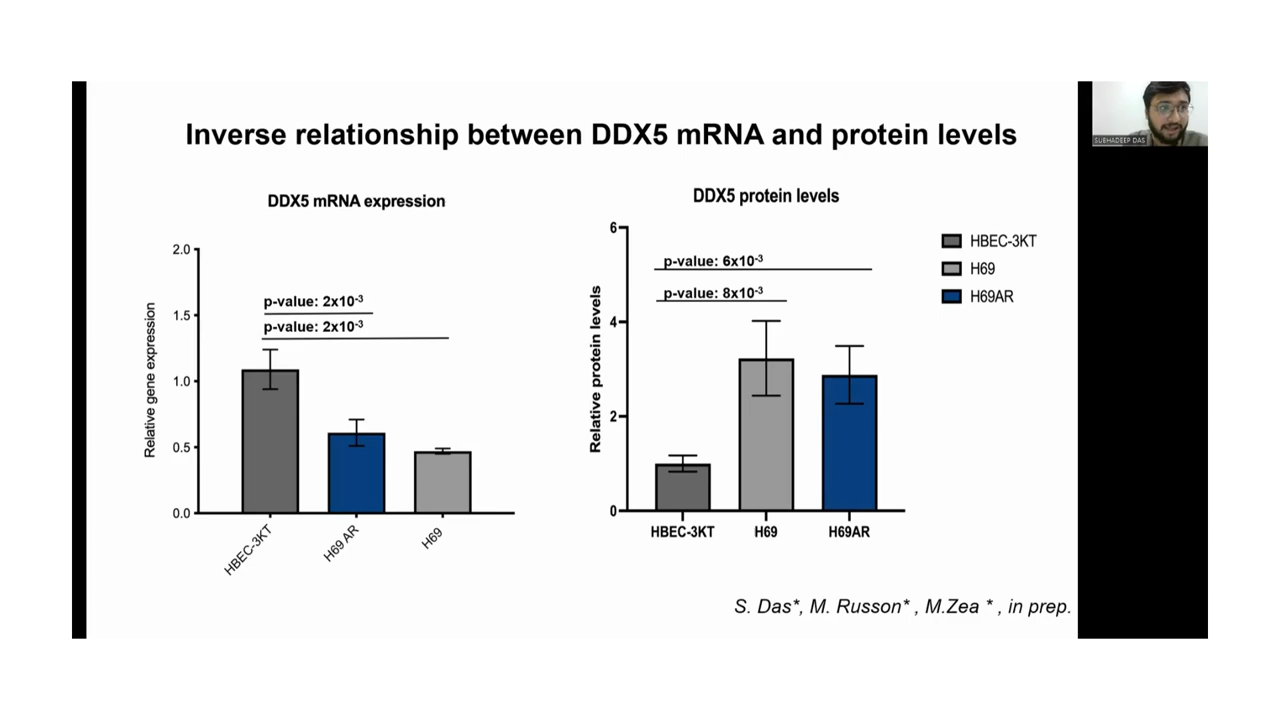 Inverse relationship between DDX5 mRNA and protein levels
SUBHADEEP DAS
DDX5 mRNA expression
Relative gene expression
2.0
1.5
1.0
0.5
0.0
p-value: 2x10⁻³
p-value: 2x10⁻³
HBEC-3KT
H69 AR
H69
DDX5 protein levels
Relative protein levels
6
4
2
0
p-value: 6x10⁻³
p-value: 8x10⁻³
HBEC-3KT
H69
H69AR
HBEC-3KT
H69
H69AR
S. Das*, M. Russon* , M.Zea * , in prep.